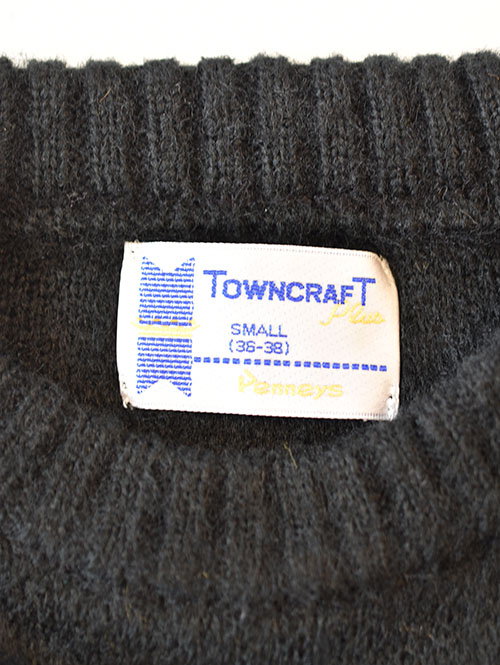 TOWNCRAFT
Plus
SMALL
(36-38)
Penneys